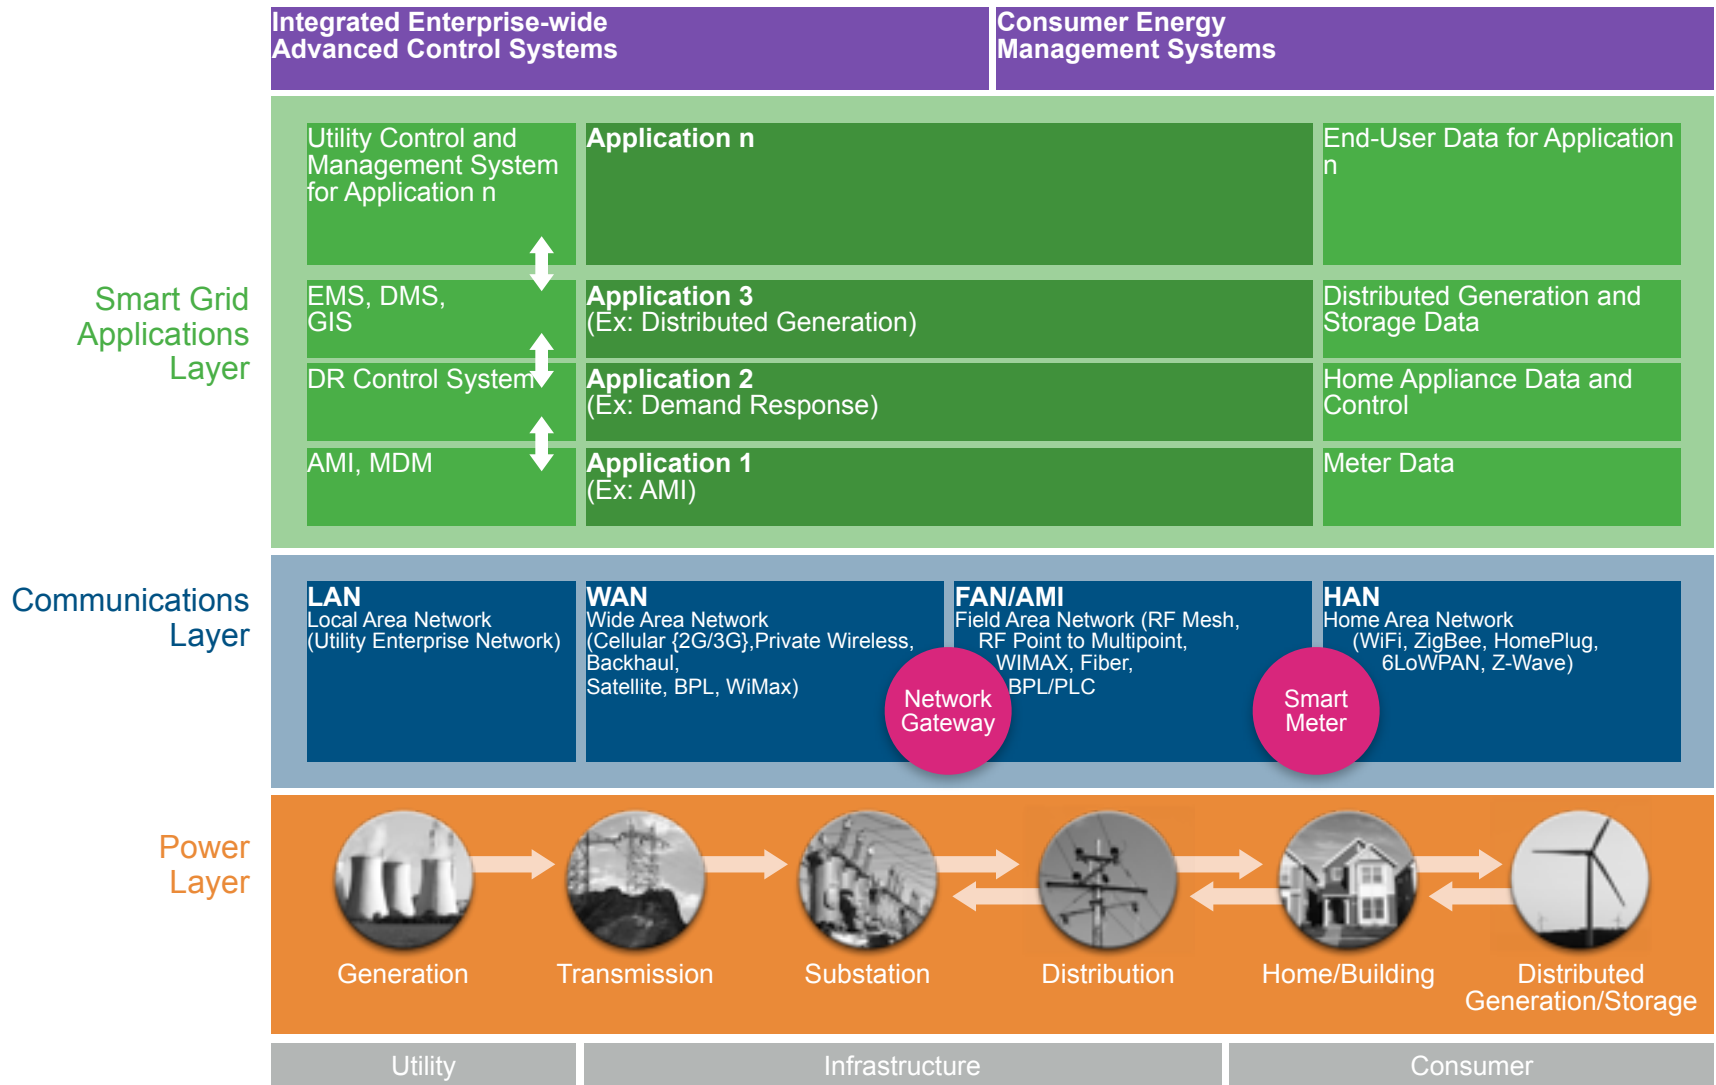 Integrated Enterprise-wide
Advanced Control Systems
Consumer Energy
Management Systems
Smart Grid
Applications
Layer
Utility Control and
Management System
for Application n
Application n
End-User Data for Application
n
EMS, DMS,
GIS
Application 3
(Ex: Distributed Generation)
Distributed Generation and
Storage Data
DR Control System
Application 2
(Ex: Demand Response)
Home Appliance Data and
Control
AMI, MDM
Application 1
(Ex: AMI)
Meter Data
Communications
Layer
LAN
Local Area Network
(Utility Enterprise Network)
WAN
Wide Area Network
(Cellular {2G/3G},Private Wireless,
Backhaul,
Satellite, BPL, WiMax)
Network
Gateway
FAN/AMI
Field Area Network (RF Mesh,
RF Point to Multipoint,
WIMAX, Fiber,
BPL/PLC
Smart
Meter
HAN
Home Area Network
(WiFi, ZigBee, HomePlug,
6LoWPAN, Z-Wave)
Power
Layer
Generation
Transmission
Substation
Distribution
Home/Building
Distributed
Generation/Storage
Utility
Infrastructure
Consumer